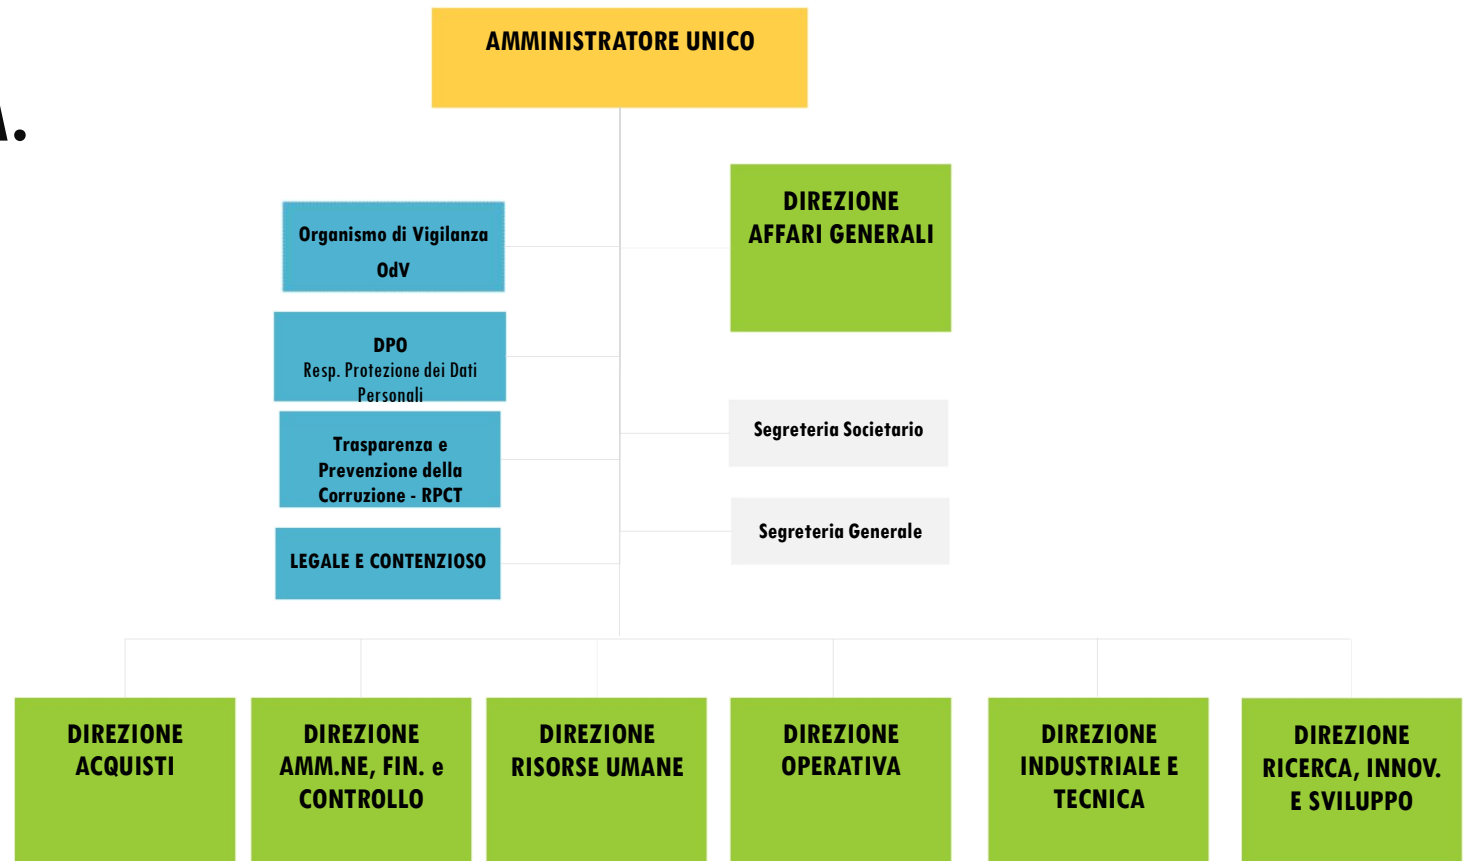 AMMINISTRATORE UNICO
A.
DIREZIONE
AFFARI GENERALI
Organismo di Vigilanza
OdV
DPO
Resp. Protezione dei Dati
Personali
Trasparenza e
Prevenzione della
Corruzione - RPCT
LEGALE E CONTENZIOSO
Segreteria Societario
Segreteria Generale
DIREZIONE
ACQUISTI
DIREZIONE
AMM.NE, FIN. e
CONTROLLO
DIREZIONE
RISORSE UMANE
DIREZIONE
OPERATIVA
DIREZIONE
INDUSTRIALE E
TECNICA
DIREZIONE
RICERCA, INNOV.
E SVILUPPO